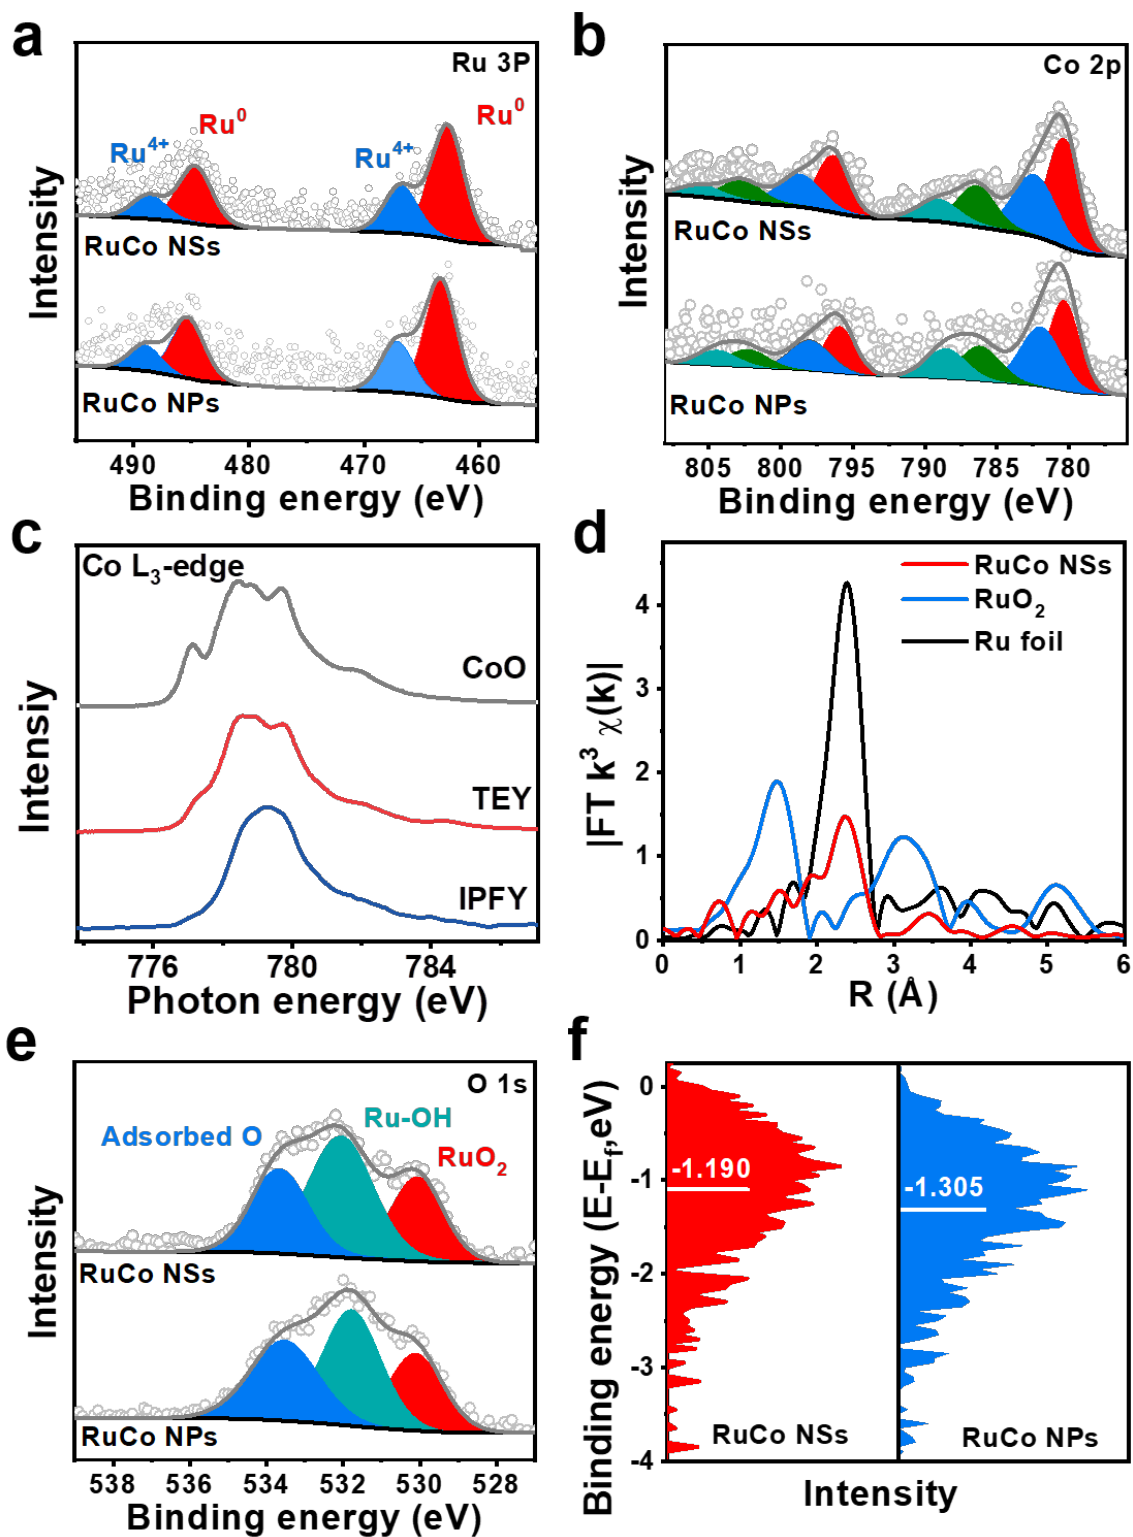 a
Ru 3P
Ru⁴⁺
Ru⁰
Ru⁴⁺
Ru⁰
RuCo NSs
RuCo NPs
Intensity
490 480 470 460
Binding energy (eV)
b
Co 2p
RuCo NSs
RuCo NPs
Intensity
805 800 795 790 785 780
Binding energy (eV)
c
Co L₃-edge
CoO
TEY
IPFY
Intensiy
776 780 784
Photon energy (eV)
d
RuCo NSs
RuO₂
Ru foil
|FT k³ χ(k)|
4
3
2
1
0
0 1 2 3 4 5 6
R (Å)
e
O 1s
Adsorbed O
Ru-OH
RuO₂
RuCo NSs
RuCo NPs
Intensity
538 536 534 532 530 528
Binding energy (eV)
f
0
-1
-2
-3
-4
-1.190
-1.305
RuCo NSs
RuCo NPs
Binding energy (E-E_f,eV)
Intensity